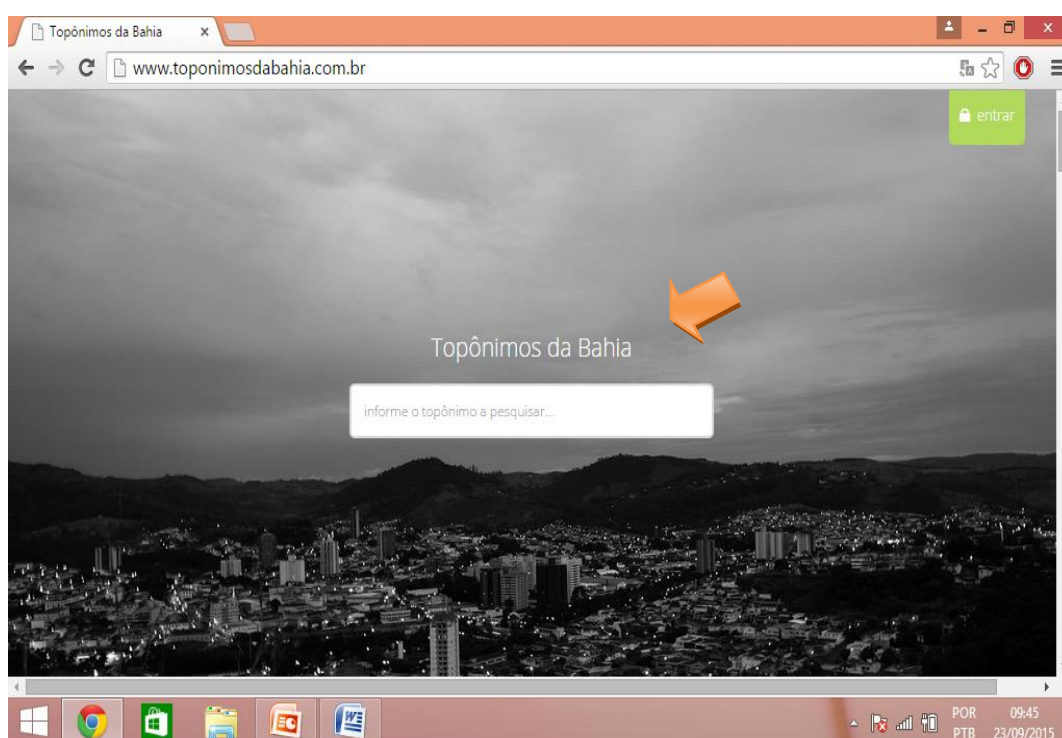 Topônimos da Bahia
www.toponimosdabahia.com.br
entrar
Topônimos da Bahia
informe o topônimo a pesquisar...
POR 09:45
PTB 23/09/2015